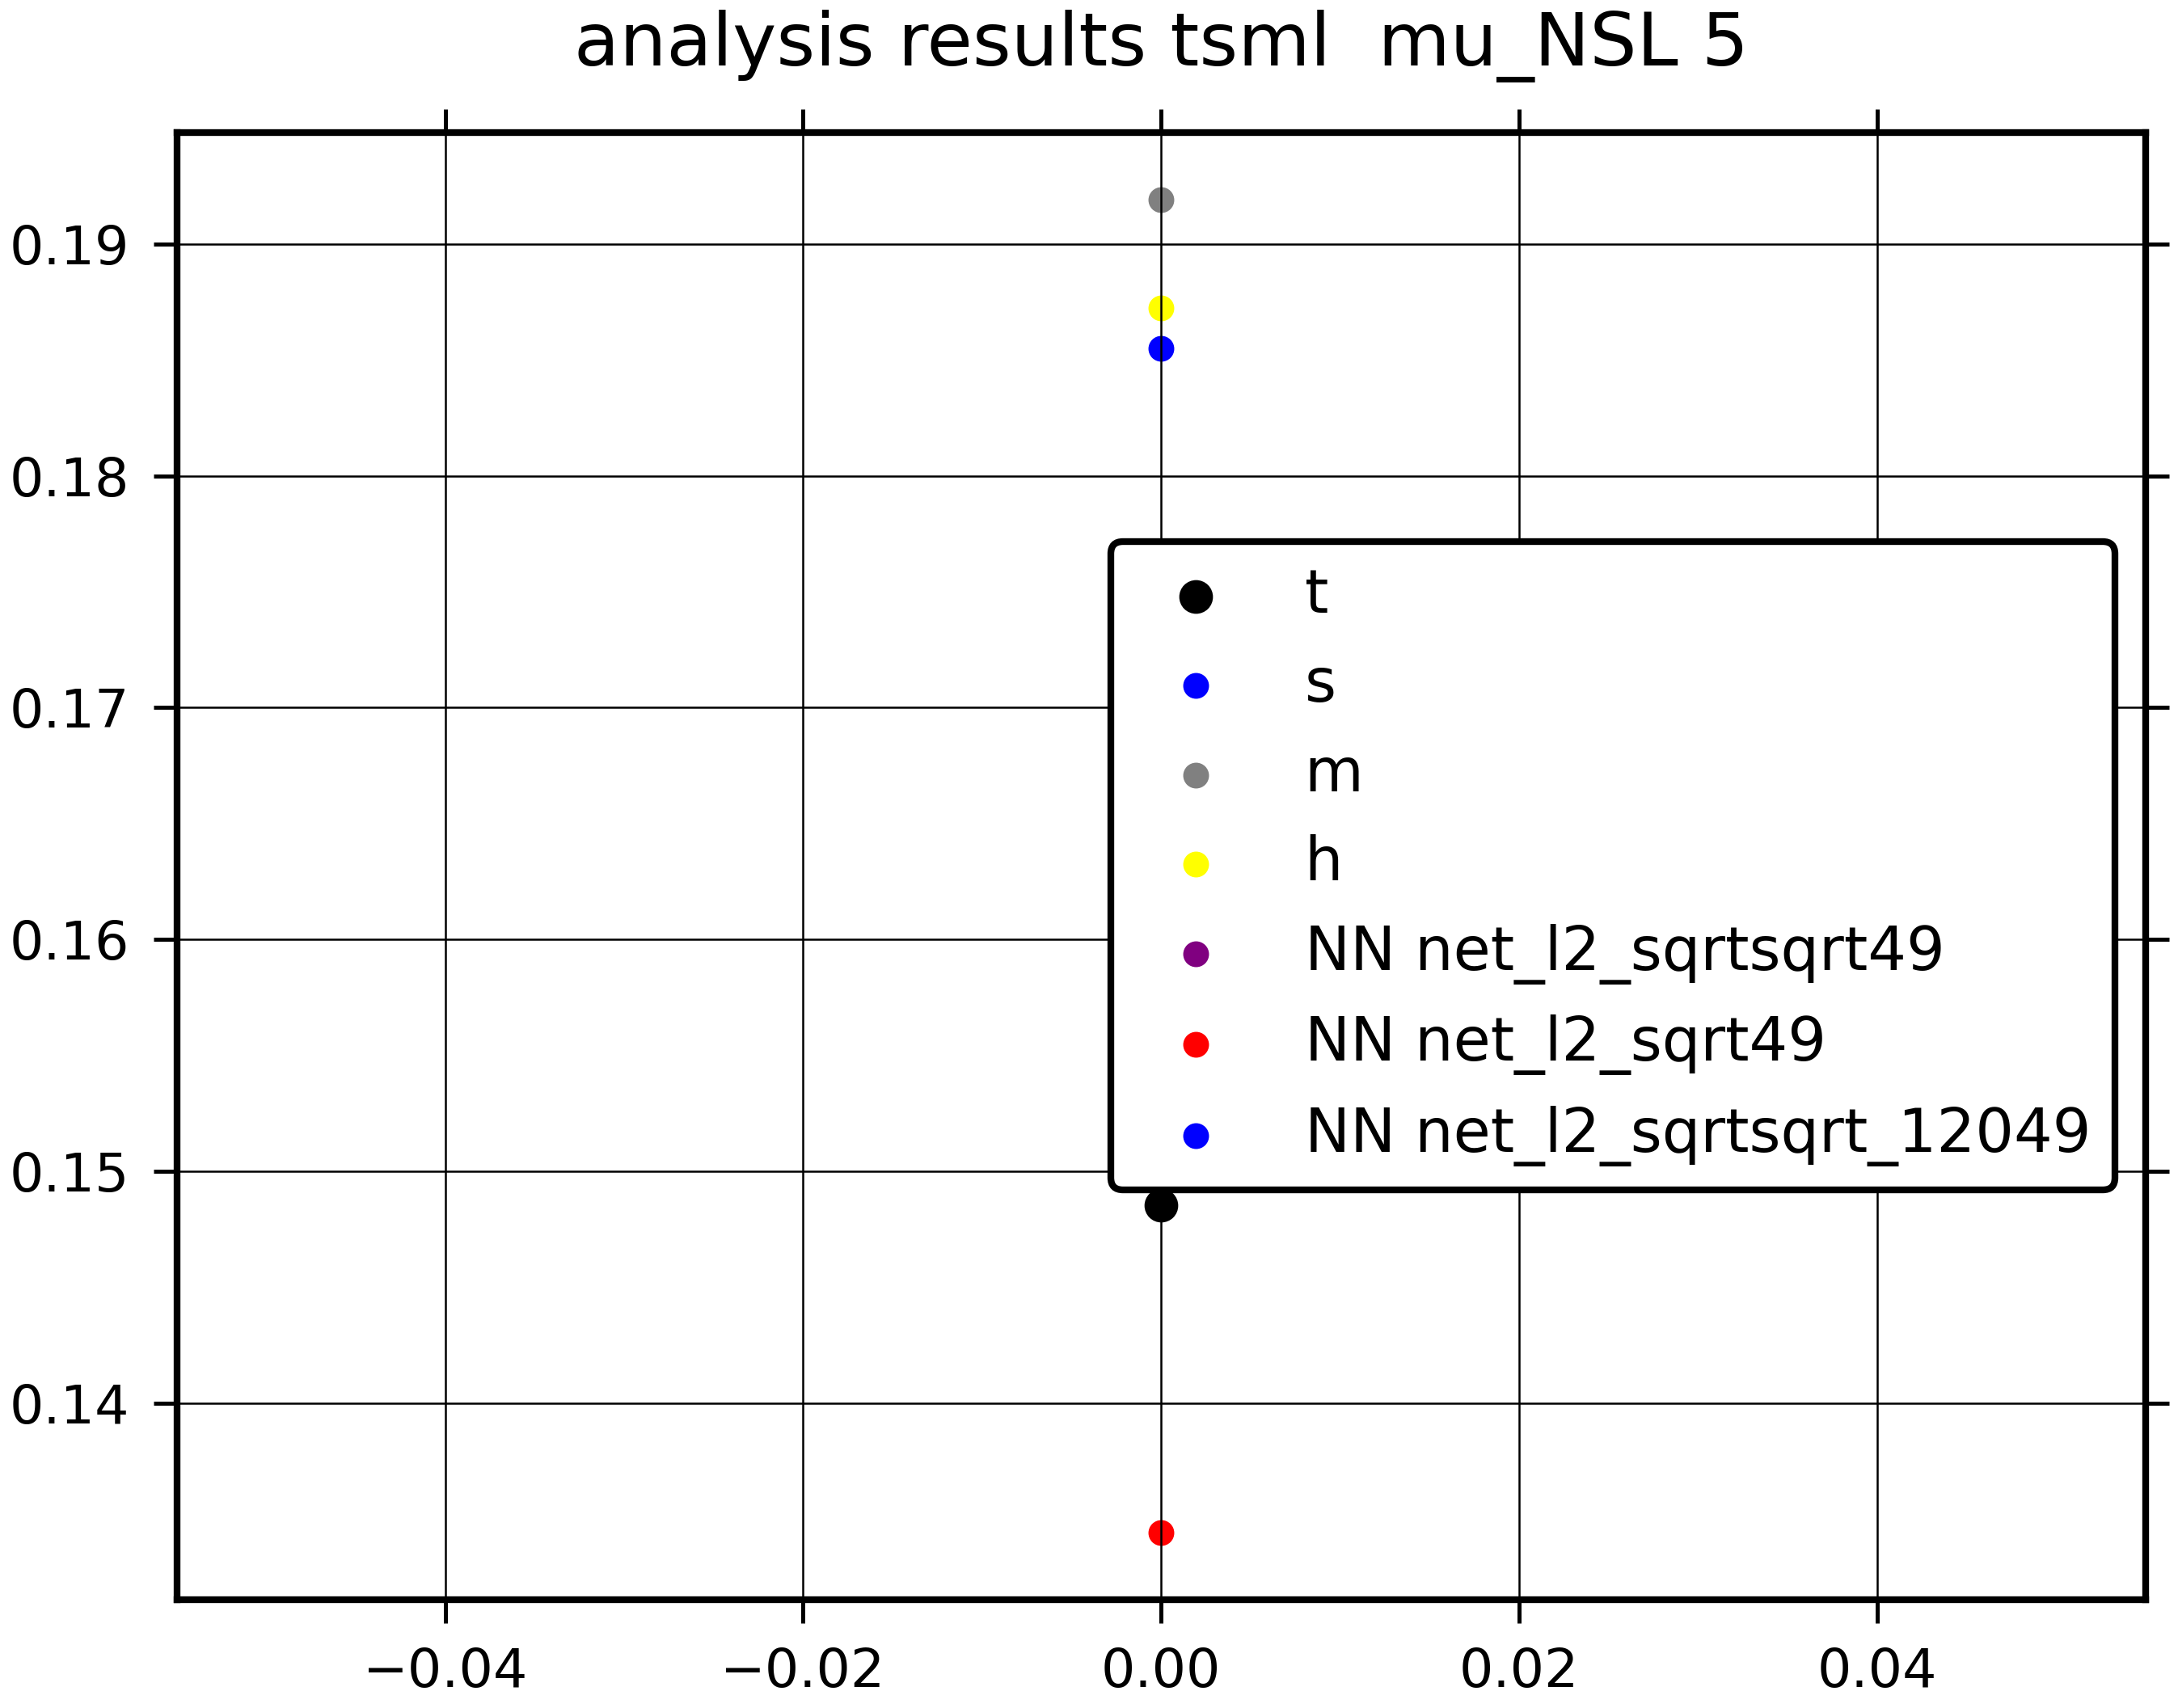 analysis results tsml  mu_NSL 5
0.19
0.18
0.17
0.16
0.15
0.14
t
s
m
h
NN net_l2_sqrtsqrt49
NN net_l2_sqrt49
NN net_l2_sqrtsqrt_12049
−0.04
−0.02
0.00
0.02
0.04